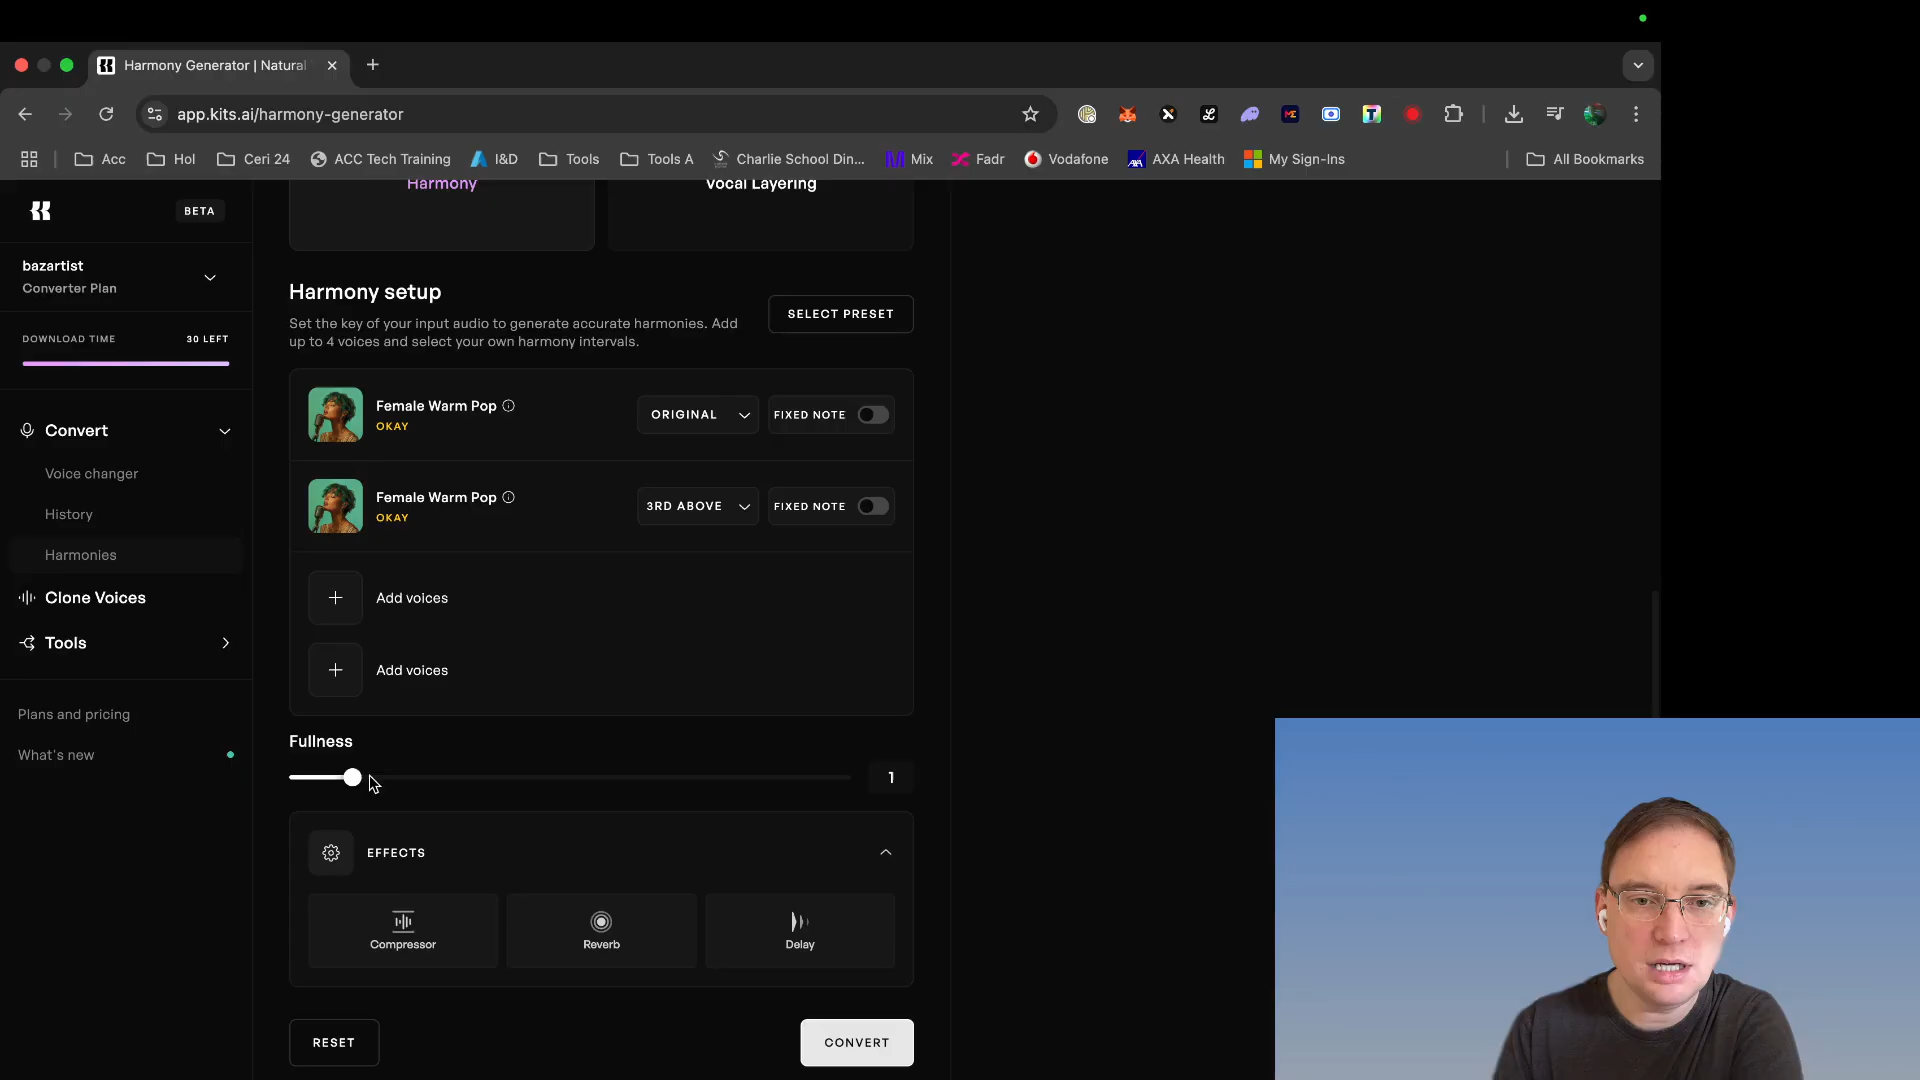 Harmony Generator | Natural
app.kits.ai/harmony-generator
Acc
Hol
Ceri 24
ACC Tech Training
I&D
Tools
Tools A
Charlie School Din...
Mix
Fadr
Vodafone
AXA Health
My Sign-Ins
All Bookmarks
BETA
bazartist
Converter Plan
DOWNLOAD TIME
30 LEFT
Convert
Voice changer
History
Harmonies
Clone Voices
Tools
Plans and pricing
What's new
Harmony
Vocal Layering
Harmony setup
Set the key of your input audio to generate accurate harmonies. Add
up to 4 voices and select your own harmony intervals.
SELECT PRESET
Female Warm Pop
OKAY
ORIGINAL
FIXED NOTE
Female Warm Pop
OKAY
3RD ABOVE
FIXED NOTE
Add voices
Add voices
Fullness
1
EFFECTS
Compressor
Reverb
Delay
RESET
CONVERT